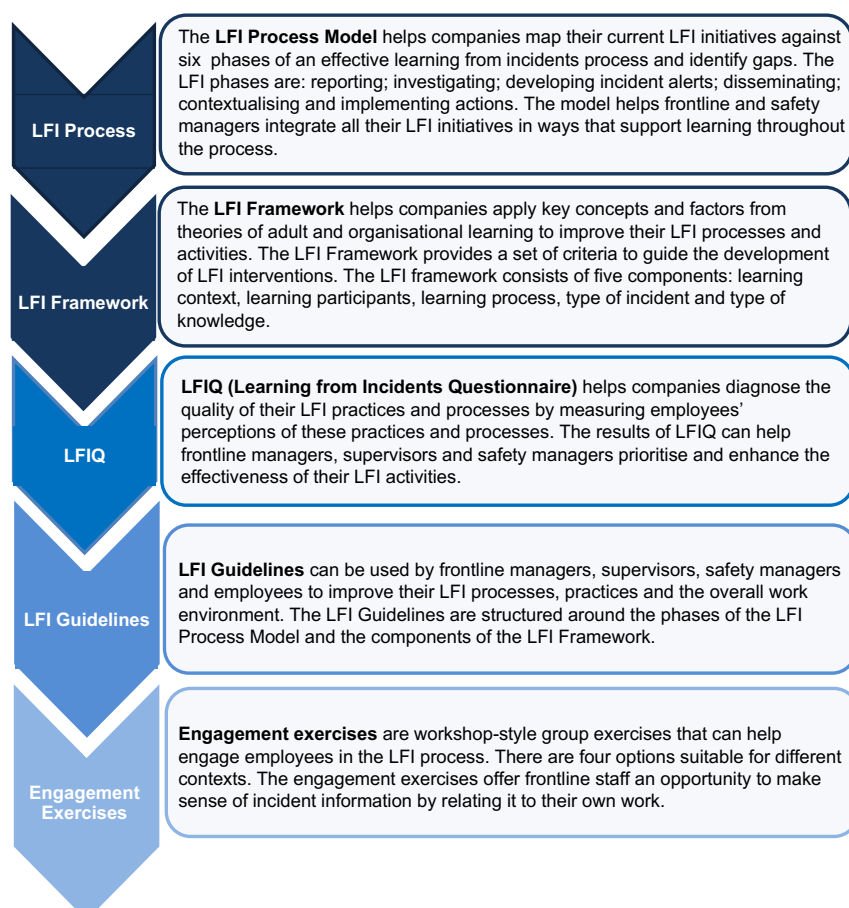 The LFI Process Model helps companies map their current LFI initiatives against
six phases of an effective learning from incidents process and identify gaps. The
LFI phases are: reporting; investigating; developing incident alerts; disseminating;
contextualising and implementing actions. The model helps frontline and safety
managers integrate all their LFI initiatives in ways that support learning throughout
the process.
LFI Process
The LFI Framework helps companies apply key concepts and factors from
theories of adult and organisational learning to improve their LFI processes and
activities. The LFI Framework provides a set of criteria to guide the development
of LFI interventions. The LFI framework consists of five components: learning
context, learning participants, learning process, type of incident and type of
knowledge.
LFI Framework
LFIQ (Learning from Incidents Questionnaire) helps companies diagnose the
quality of their LFI practices and processes by measuring employees’
perceptions of these practices and processes. The results of LFIQ can help
frontline managers, supervisors and safety managers prioritise and enhance the
effectiveness of their LFI activities.
LFIQ
LFI Guidelines can be used by frontline managers, supervisors, safety managers
and employees to improve their LFI processes, practices and the overall work
environment. The LFI Guidelines are structured around the phases of the LFI
Process Model and the components of the LFI Framework.
LFI Guidelines
Engagement exercises are workshop-style group exercises that can help
engage employees in the LFI process. There are four options suitable for different
contexts. The engagement exercises offer frontline staff an opportunity to make
sense of incident information by relating it to their own work.
Engagement
Exercises